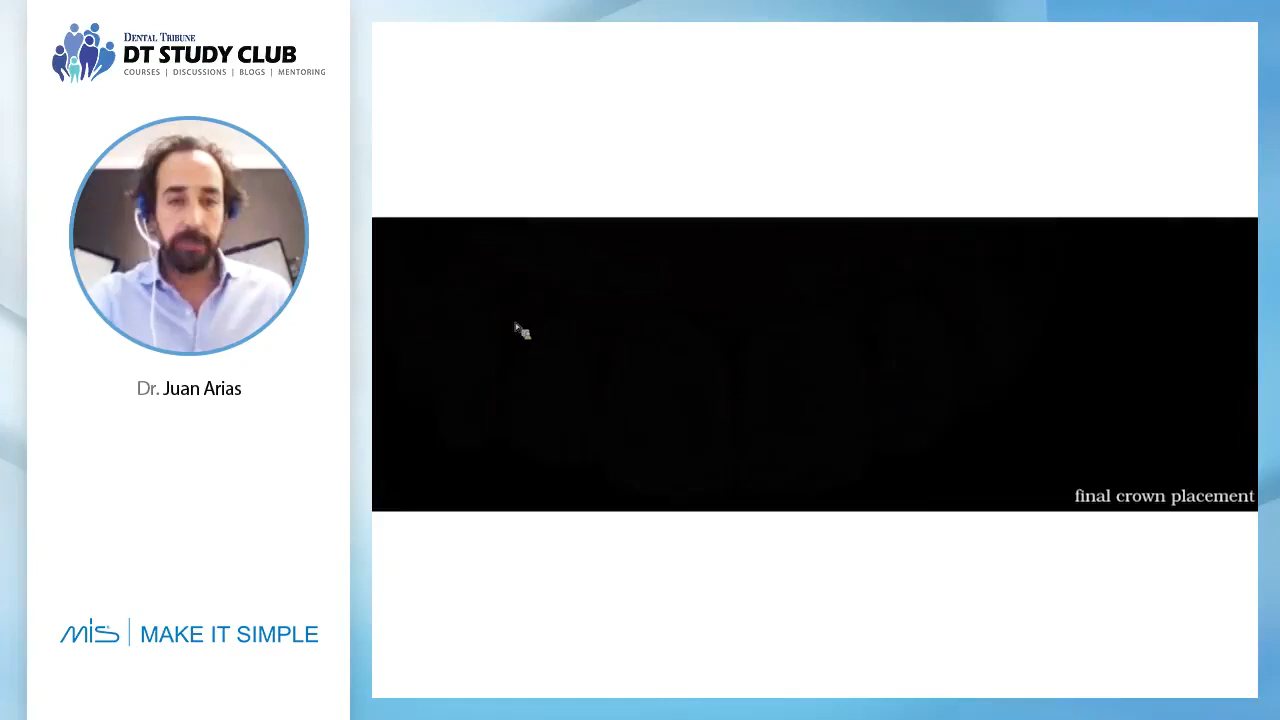 DENTAL TRIBUNE
DT STUDY CLUB
COURSES | DISCUSSIONS | BLOGS | MENTORING
Dr. Juan Arias
mis | MAKE IT SIMPLE
final crown placement